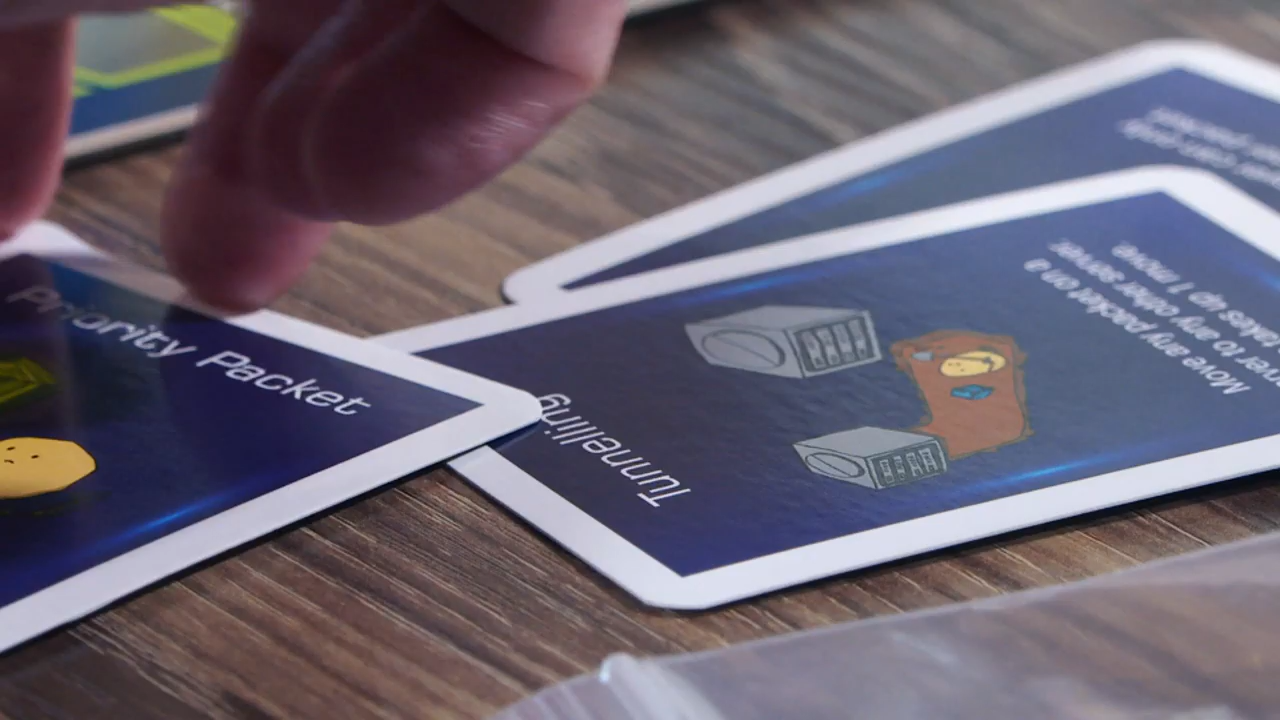 Priority Packet
Tunnelling
Move any packet on a
server to any other server
takes up 1 move